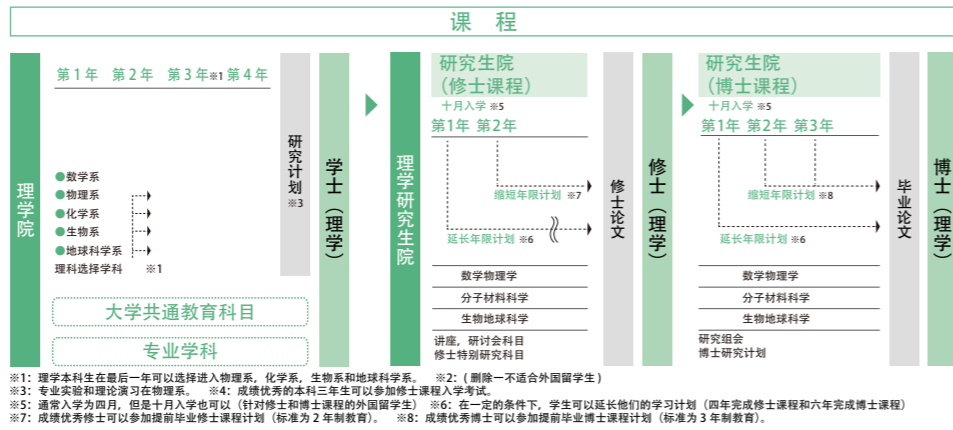 课 程
理学院
第1年 第2年 第3年※1 第4年
●数学系
●物理系
●化学系
●生物系
●地球科学系
理科选择学科 ※1
大学共通教育科目
专业学科
研究计划※3
学士（理学）
理学研究生院
研究生院
（修士课程）
十月入学 ※5
第1年 第2年
缩短年限计划 ※7
延长年限计划 ※6
数学物理学
分子材料科学
生物地球科学
讲座，研讨会科目
修士特别研究科目
修士论文
修士（理学）
研究生院
（博士课程）
十月入学 ※5
第1年 第2年 第3年
缩短年限计划 ※8
延长年限计划 ※6
数学物理学
分子材料科学
生物地球科学
研究组会
博士研究计划
毕业论文
博士（理学）
※1：理学本科生在最后一年可以选择进入物理系，化学系，生物系和地球科学系。 ※2：( 删除一不适合外国留学生 )
※3：专业实验和理论演习在物理系。 ※4：成绩优秀的本科三年生可以参加修士课程入学考试。
※5：通常入学为四月，但是十月入学也可以（针对修士和博士课程的外国留学生） ※6：在一定的条件下，学生可以延长他们的学习计划（四年完成修士课程和六年完成博士课程）
※7：成绩优秀修士可以参加提前毕业修士课程计划（标准为 2 年制教育）。 ※8：成绩优秀博士可以参加提前毕业博士课程计划（标准为 3 年制教育）。